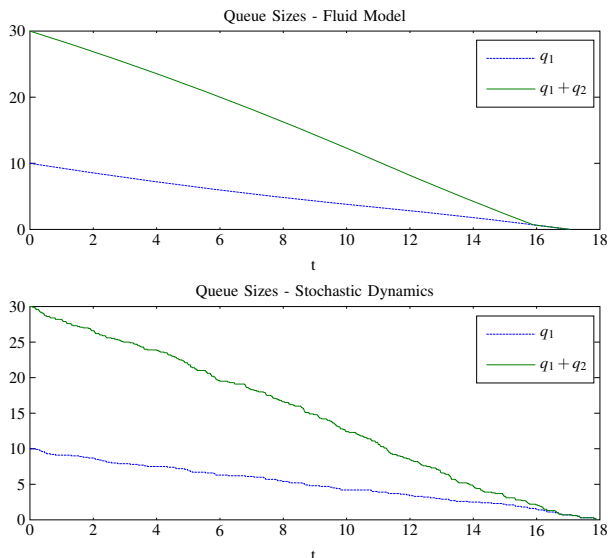 Queue Sizes - Fluid Model
30
20
10
0
q1
q1 + q2
0 2 4 6 8 10 12 14 16 18
t
Queue Sizes - Stochastic Dynamics
30
25
20
15
10
5
0
q1
q1 + q2
0 2 4 6 8 10 12 14 16 18
t